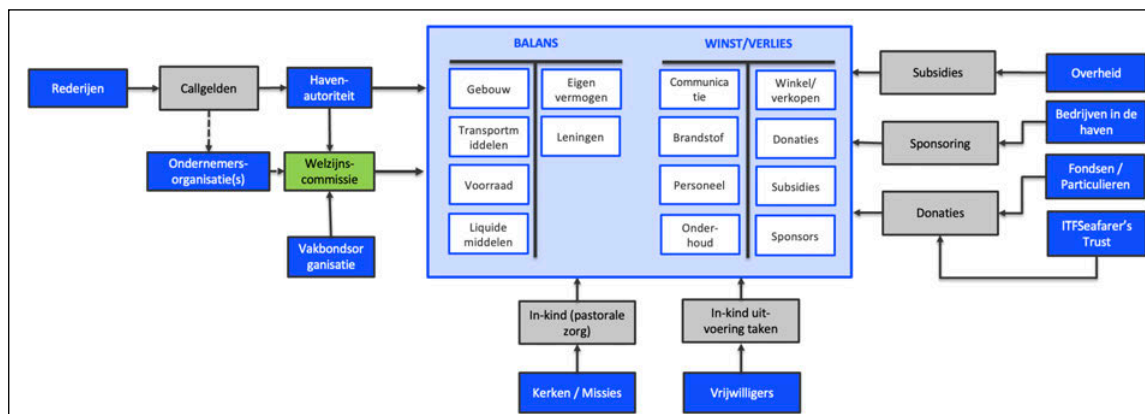 BALANS
WINST/VERLIES
Rederijen
Callgelden
Haven-
autoriteit
Ondernemers-
organisatie(s)
Welzijns-
commissie
Vakbondsor
ganisatie
Gebouw
Eigen
vermogen
Transportm
iddelen
Leningen
Voorraad
Liquide
middelen
Communica
tie
Winkel/
verkopen
Brandstof
Donaties
Personeel
Subsidies
Onder-
houd
Sponsors
Subsidies
Overheid
Sponsoring
Bedrijven in de
haven
Donaties
Fondsen /
Particulieren
ITFSeafarer's
Trust
In-kind (pastorale
zorg)
In-kind uit-
voering taken
Kerken / Missies
Vrijwilligers